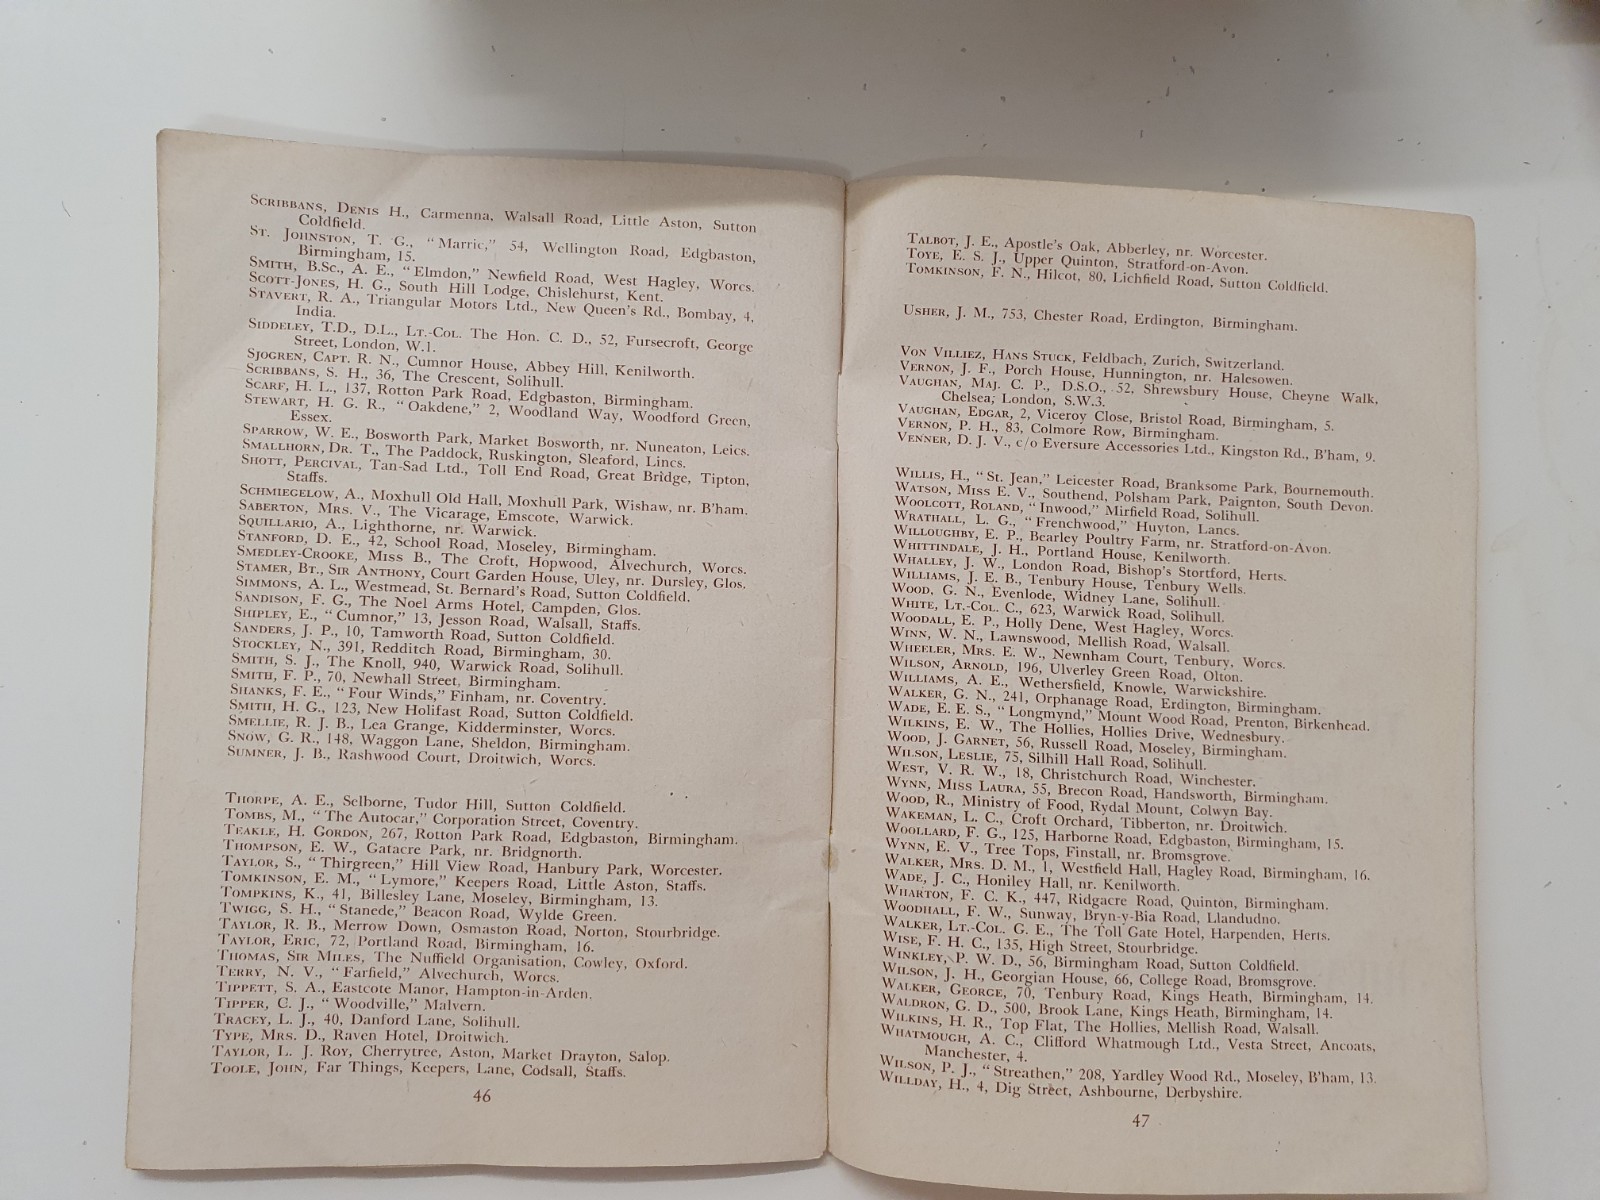 Scribbans, Denis H., Carmenna, Walsall Road, Little Aston, Sutton
Coldfield.
St. Johnston, T. G., "Marric," 54, Wellington Road, Edgbaston,
Birmingham, 15.
Smith, B.Sc., A. E., "Elmdon," Newfield Road, West Hagley, Worcs.
Scott-Jones, H. G., South Hill Lodge, Chislehurst, Kent.
Stavert, R. A., Triangular Motors Ltd., New Queen's Rd., Bombay, 4,
India.
Siddeley, T.D., D.L., Lt.-Col. The Hon. C. D., 52, Fursecroft, George
Street, London, W.1.
Sjogren, Capt. R. N., Cumnor House, Abbey Hill, Kenilworth.
Scribbans, S. H., 36, The Crescent, Solihull.
Scarf, H. L., 137, Rotton Park Road, Edgbaston, Birmingham.
Stewart, H. G. R., "Oakdene," 2, Woodland Way, Woodford Green,
Essex.
Sparrow, W. E., Bosworth Park, Market Bosworth, nr. Nuneaton, Leics.
Smallhorn, Dr. T., The Paddock, Ruskington, Sleaford, Lincs.
Shott, Percival, Tan-Sad Ltd., Toll End Road, Great Bridge, Tipton,
Staffs.
Schmiegelow, A., Moxhull Old Hall, Moxhull Park, Wishaw, nr. B'ham.
Saberton, Mrs. V., The Vicarage, Emscote, Warwick.
Squillario, A., Lighthorne, nr. Warwick.
Stanford, D. E., 42, School Road, Moseley, Birmingham.
Smedley-Crooke, Miss B., The Croft, Hopwood, Alvechurch, Worcs.
Stamer, Bt., Sir Anthony, Court Garden House, Uley, nr. Dursley, Glos.
Simmons, A. L., Westmead, St. Bernard's Road, Sutton Coldfield.
Sandison, F. G., The Noel Arms Hotel, Campden, Glos.
Shipley, E., "Cumnor," 13, Jesson Road, Walsall, Staffs.
Sanders, J. P., 10, Tamworth Road, Sutton Coldfield.
Stockley, N., 391, Redditch Road, Birmingham, 30.
Smith, S. J., The Knoll, 940, Warwick Road, Solihull.
Smith, F. P., 70, Newhall Street, Birmingham.
Shanks, F. E., "Four Winds," Finham, nr. Coventry.
Smith, H. G., 123, New Holifast Road, Sutton Coldfield.
Smellie, R. J. B., Lea Grange, Kidderminster, Worcs.
Snow, G. R., 148, Waggon Lane, Sheldon, Birmingham.
Sumner, J. B., Rashwood Court, Droitwich, Worcs.
Thorpe, A. E., Selborne, Tudor Hill, Sutton Coldfield.
Tombs, M., "The Autocar," Corporation Street, Coventry.
Teakle, H. Gordon, 267, Rotton Park Road, Edgbaston, Birmingham.
Thompson, E. W., Gatacre Park, nr. Bridgnorth.
Taylor, S., "Thirgreen," Hill View Road, Hanbury Park, Worcester.
Tomkinson, E. M., "Lymore," Keepers Road, Little Aston, Staffs.
Tompkins, K., 41, Billesley Lane, Moseley, Birmingham, 13.
Twigg, S. H., "Stanede," Beacon Road, Wylde Green.
Taylor, R. B., Merrow Down, Osmaston Road, Norton, Stourbridge.
Taylor, Eric, 72, Portland Road, Birmingham, 16.
Thomas, Sir Miles, The Nuffield Organisation, Cowley, Oxford.
Terry, N. V., "Farfield," Alvechurch, Worcs.
Tippett, S. A., Eastcote Manor, Hampton-in-Arden.
Tipper, C. J., "Woodville," Malvern.
Tracey, L. J., 40, Danford Lane, Solihull.
Type, Mrs. D., Raven Hotel, Droitwich.
Taylor, L. J. Roy, Cherrytree, Aston, Market Drayton, Salop.
Toole, John, Far Things, Keepers, Lane, Codsall, Staffs.
46
Talbot, J. E., Apostle's Oak, Abberley, nr. Worcester.
Toye, E. S. J., Upper Quinton, Stratford-on-Avon.
Tomkinson, F. N., Hilcot, 80, Lichfield Road, Sutton Coldfield.
Usher, J. M., 753, Chester Road, Erdington, Birmingham.
Von Villiez, Hans Stuck, Feldbach, Zurich, Switzerland.
Vernon, J. F., Porch House, Hunnington, nr. Halesowen.
Vaughan, Maj. C. P., D.S.O., 52, Shrewsbury House, Cheyne Walk,
Chelsea, London, S.W.3.
Vaughan, Edgar, 2, Viceroy Close, Bristol Road, Birmingham, 5.
Vernon, P. H., 83, Colmore Row, Birmingham.
Venner, D. J. V., c/o Eversure Accessories Ltd., Kingston Rd., B'ham, 9.
Willis, H., "St. Jean," Leicester Road, Branksome Park, Bournemouth.
Watson, Miss E. V., Southend, Polsham Park, Paignton, South Devon.
Woolcott, Roland, "Inwood," Mirfield Road, Solihull.
Wrathall, L. G., "Frenchwood," Huyton, Lancs.
Willoughby, E. P., Bearley Poultry Farm, nr. Stratford-on-Avon.
Whittindale, J. H., Portland House, Kenilworth.
Whalley, J. W., London Road, Bishop's Stortford, Herts.
Williams, J. E. B., Tenbury House, Tenbury Wells.
Wood, G. N., Evenlode, Widney Lane, Solihull.
White, Lt.-Col. C., 623, Warwick Road, Solihull.
Woodall, E. P., Holly Dene, West Hagley, Worcs.
Winn, W. N., Lawnswood, Mellish Road, Walsall.
Wheeler, Mrs. E. W., Newnham Court, Tenbury, Worcs.
Wilson, Arnold, 196, Ulverley Green Road, Olton.
Williams, A. E., Wethersfield, Knowle, Warwickshire.
Walker, G. N., 241, Orphanage Road, Erdington, Birmingham.
Wade, E. E. S., "Longmynd," Mount Wood Road, Prenton, Birkenhead.
Wilkins, E. W., The Hollies, Hollies Drive, Wednesbury.
Wood, J. Garnet, 56, Russell Road, Moseley, Birmingham.
Wilson, Leslie, 75, Silhill Hall Road, Solihull.
West, V. R. W., 18, Christchurch Road, Winchester.
Wynn, Miss Laura, 55, Brecon Road, Handsworth, Birmingham.
Wood, R., Ministry of Food, Rydal Mount, Colwyn Bay.
Wakeman, L. C., Croft Orchard, Tibberton, nr. Droitwich.
Woollard, F. G., 125, Harborne Road, Edgbaston, Birmingham, 15.
Wynn, E. V., Tree Tops, Finstall, nr. Bromsgrove.
Walker, Mrs. D. M., 1, Westfield Hall, Hagley Road, Birmingham, 16.
Wade, J. C., Honiley Hall, nr. Kenilworth.
Wharton, F. C. K., 447, Ridgacre Road, Quinton, Birmingham.
Woodhall, F. W., Sunway, Bryn-y-Bia Road, Llandudno.
Walker, Lt.-Col. G. E., The Toll Gate Hotel, Harpenden, Herts.
Wise, F. H. C., 135, High Street, Stourbridge.
Winkley, P. W. D., 56, Birmingham Road, Sutton Coldfield.
Wilson, J. H., Georgian House, 66, College Road, Bromsgrove.
Walker, George, 70, Tenbury Road, Kings Heath, Birmingham, 14.
Waldron, G. D., 500, Brook Lane, Kings Heath, Birmingham, 14.
Wilkins, H. R., Top Flat, The Hollies, Mellish Road, Walsall.
Whatmough, A. C., Clifford Whatmough Ltd., Vesta Street, Ancoats,
Manchester, 4.
Wilson, P. J., "Streathen," 208, Yardley Wood Rd., Moseley, B'ham, 13.
Willday, H., 4, Dig Street, Ashbourne, Derbyshire.
47